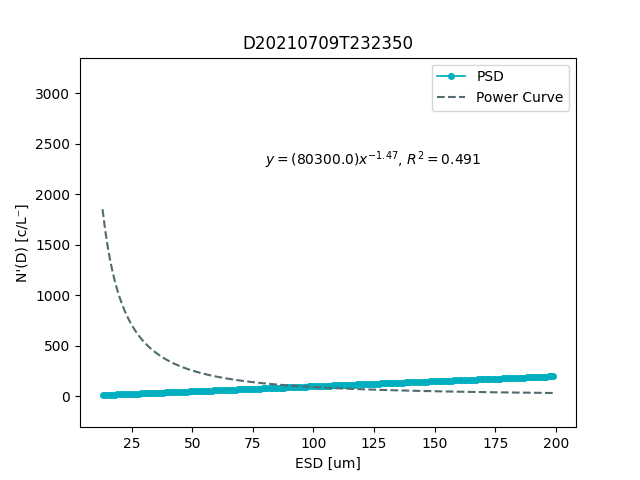 D20210709T232350
PSD
Power Curve
y = (80300.0)x^{-1.47}, R^2 = 0.491
N'(D) [c/L^-]
3000
2500
2000
1500
1000
500
0
25 50 75 100 125 150 175 200
ESD [um]